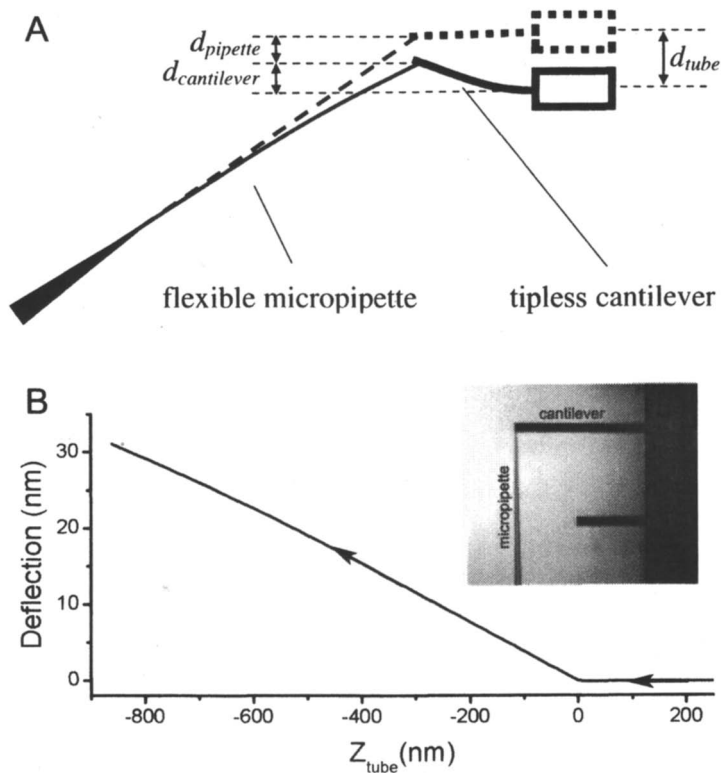 A
d_pipette
d_cantilever
d_tube
flexible micropipette
tipless cantilever
B
Deflection (nm)
30
20
10
0
-800
-600
-400
-200
0
200
Z_tube (nm)
cantilever
micropipette